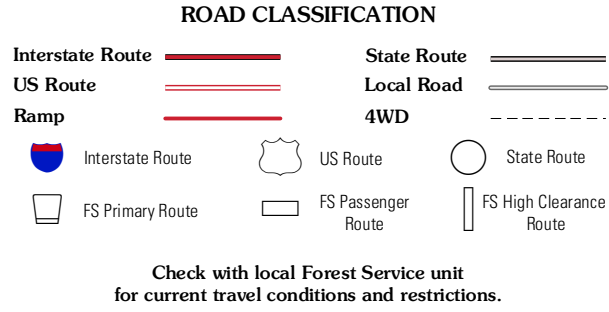 ROAD CLASSIFICATION
Interstate Route
State Route
US Route
Local Road
Ramp
4WD
Interstate Route
US Route
State Route
FS Primary Route
FS Passenger
Route
FS High Clearance
Route
Check with local Forest Service unit
for current travel conditions and restrictions.